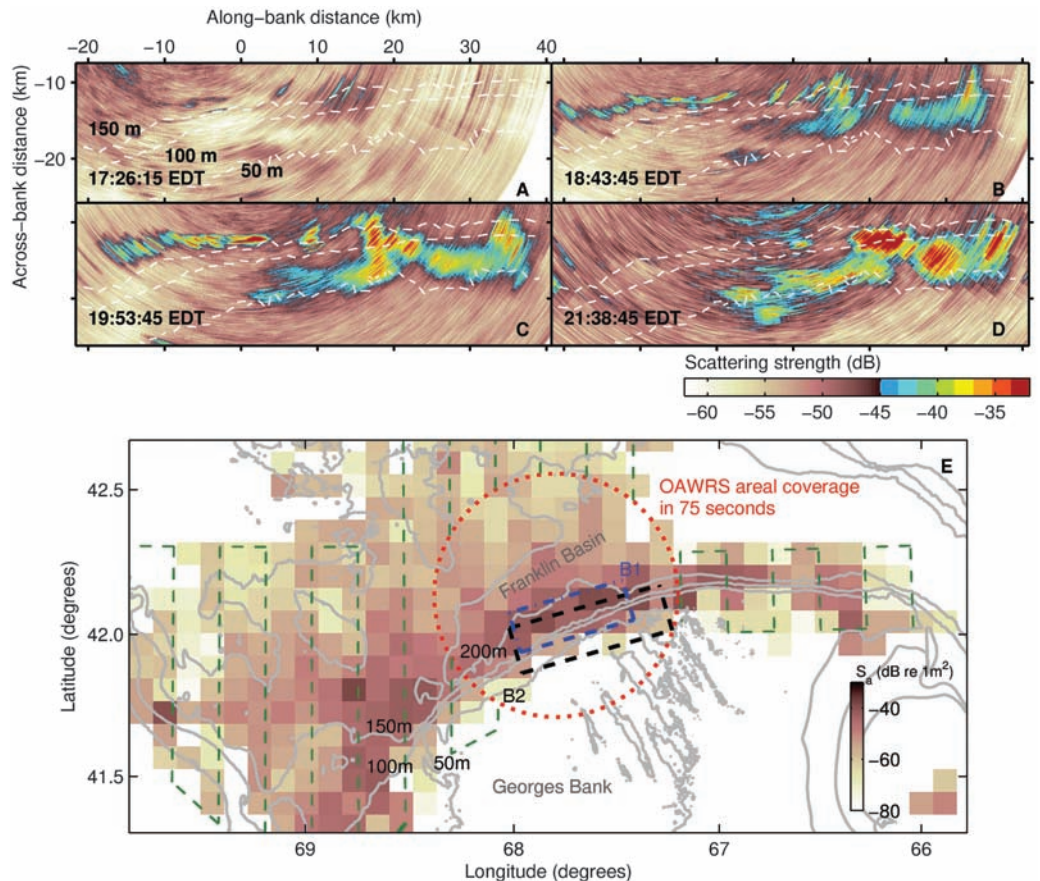 Along−bank distance (km)
−20 −10 0 10 20 30 40
Across−bank distance (km)
−10
−20
150 m
100 m
50 m
17:26:15 EDT
A
18:43:45 EDT
B
19:53:45 EDT
C
21:38:45 EDT
D
Scattering strength (dB)
−60 −55 −50 −45 −40 −35
E
OAWRS areal coverage
in 75 seconds
Franklin Basin
B1
200m
B2
150m
100m
50m
Georges Bank
Sa (dB re 1m²)
−40
−60
−80
Latitude (degrees)
42.5
42.0
41.5
69 68 67 66
Longitude (degrees)